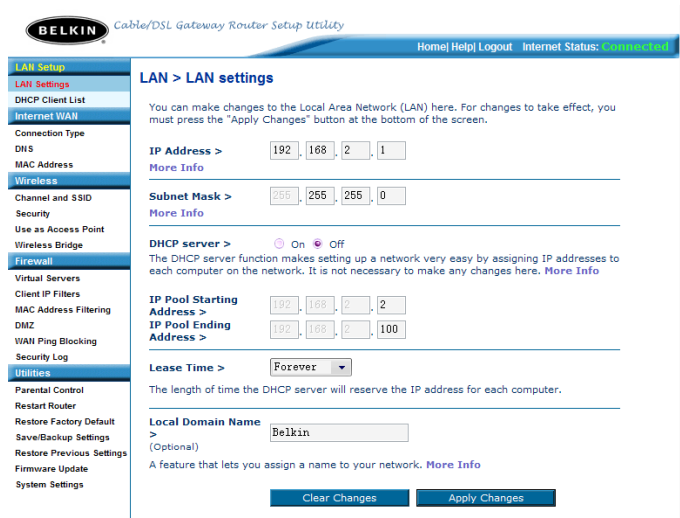 BELKIN
Cable/DSL Gateway Router Setup Utility
Home| Help| Logout Internet Status: Connected
LAN Setup
LAN Settings
DHCP Client List
Internet WAN
Connection Type
DNS
MAC Address
Wireless
Channel and SSID
Security
Use as Access Point
Wireless Bridge
Firewall
Virtual Servers
Client IP Filters
MAC Address Filtering
DMZ
WAN Ping Blocking
Security Log
Utilities
Parental Control
Restart Router
Restore Factory Default
Save/Backup Settings
Restore Previous Settings
Firmware Update
System Settings
LAN > LAN settings
You can make changes to the Local Area Network (LAN) here. For changes to take effect, you
must press the "Apply Changes" button at the bottom of the screen.
IP Address > 192 . 168 . 2 . 1
More Info
Subnet Mask > 255 . 255 . 255 . 0
More Info
DHCP server > On Off
The DHCP server function makes setting up a network very easy by assigning IP addresses to
each computer on the network. It is not necessary to make any changes here. More Info
IP Pool Starting
Address > 192 . 168 . 2 . 2
IP Pool Ending
Address > 192 . 168 . 2 . 100
Lease Time > Forever
The length of time the DHCP server will reserve the IP address for each computer.
Local Domain Name
> Belkin
(Optional)
A feature that lets you assign a name to your network. More Info
Clear Changes Apply Changes